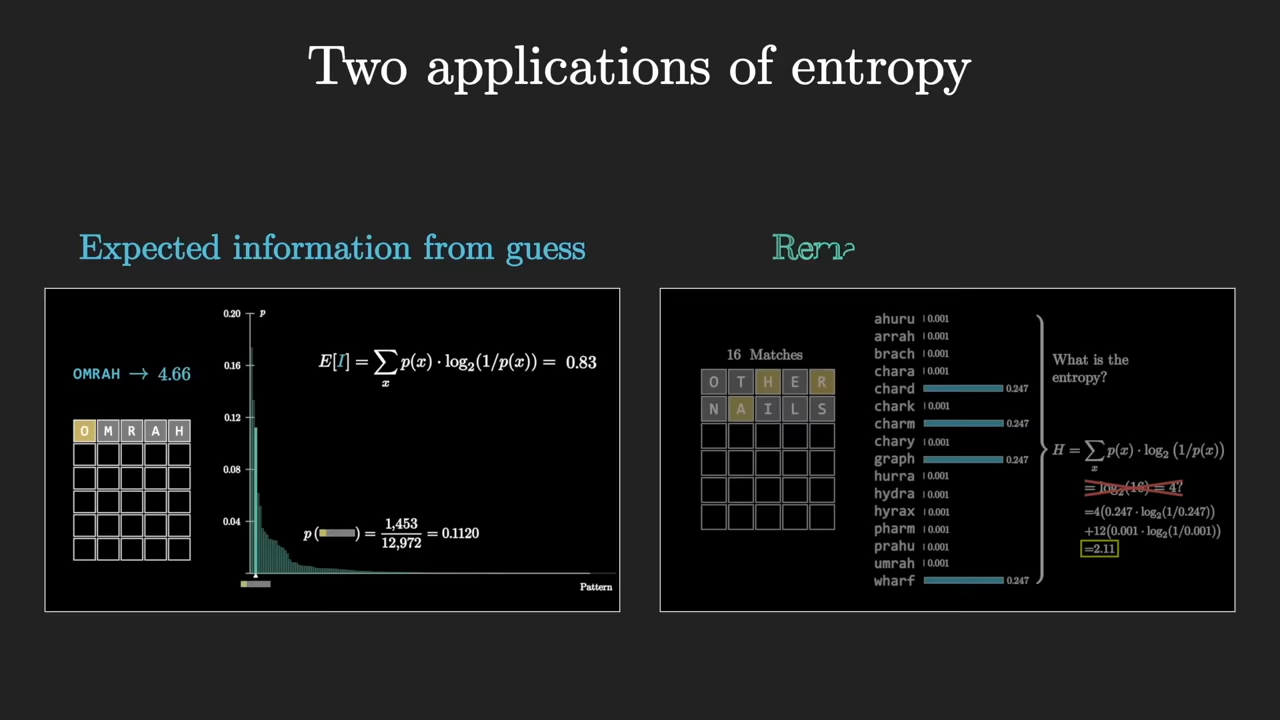 Two applications of entropy
Expected information from guess
Rema
0.20
p
0.16
0.12
0.08
0.04
OMRAH → 4.66
O M R A H
E[I] = ∑ₓ p(x) · log₂(1/p(x)) = 0.83
p( ) = 1,453/12,972 = 0.1120
Pattern
16 Matches
O T H E R
N A I L S
ahuru 0.001
arrah 0.001
brach 0.001
chara 0.001
chard 0.247
chark 0.001
charm 0.247
chary 0.001
graph 0.247
hurra 0.001
hydra 0.001
hyrax 0.001
pharm 0.001
prahu 0.001
umrah 0.001
wharf 0.247
What is the
entropy?
H = ∑ₓ p(x) · log₂(1/p(x))
= log₂(16) = 4?
=4(0.247 · log₂(1/0.247))
+12(0.001 · log₂(1/0.001))
=2.11